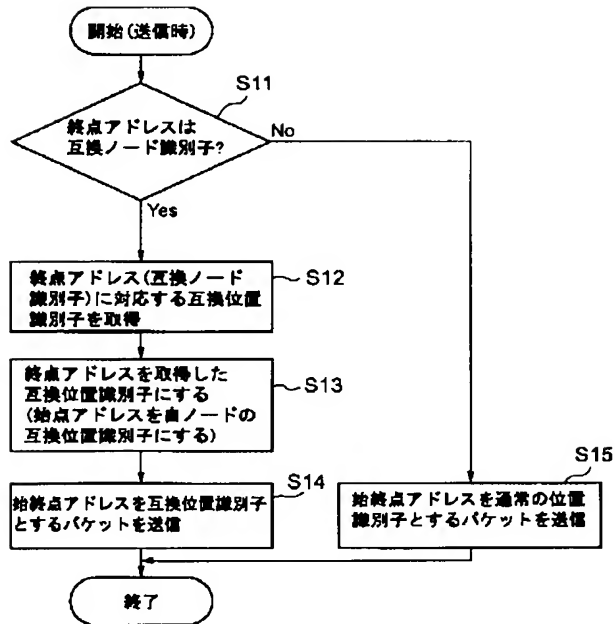 開始(送信時)
S11
終点アドレスは
互換ノード識別子?
No
Yes
終点アドレス(互換ノード
識別子)に対応する互換位置
識別子を取得
S12
終点アドレスを取得した
互換位置識別子にする
(始点アドレスを自ノードの
互換位置識別子にする)
S13
S14
始終点アドレスを互換位置識別子
とするパケットを送信
S15
始終点アドレスを通常の位置
識別子とするパケットを送信
終了